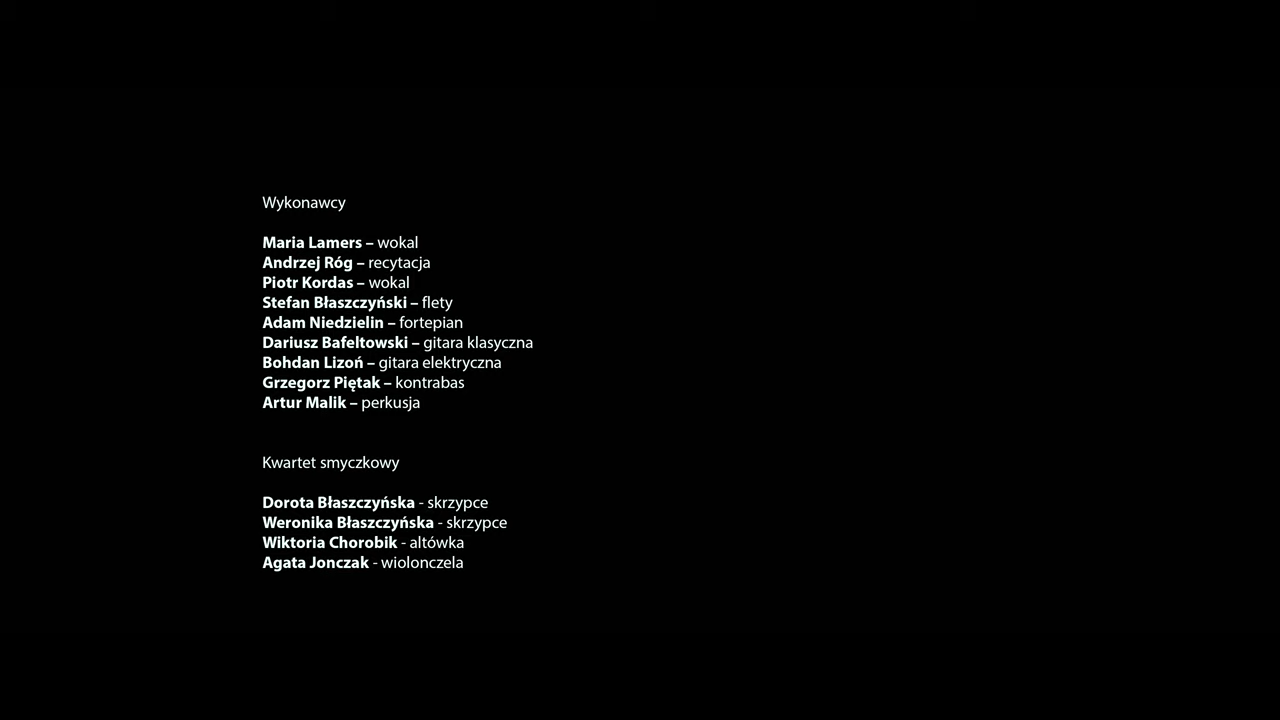 Wykonawcy
Maria Lamers – wokal
Andrzej Róg – recytacja
Piotr Kordas – wokal
Stefan Błaszczyński – flety
Adam Niedzielin – fortepian
Dariusz Bafeltowski – gitara klasyczna
Bohdan Lizoń – gitara elektryczna
Grzegorz Piętak – kontrabas
Artur Malik – perkusja
Kwartet smyczkowy
Dorota Błaszczyńska - skrzypce
Weronika Błaszczyńska - skrzypce
Wiktoria Chorobik - altówka
Agata Jonczak - wiolonczela